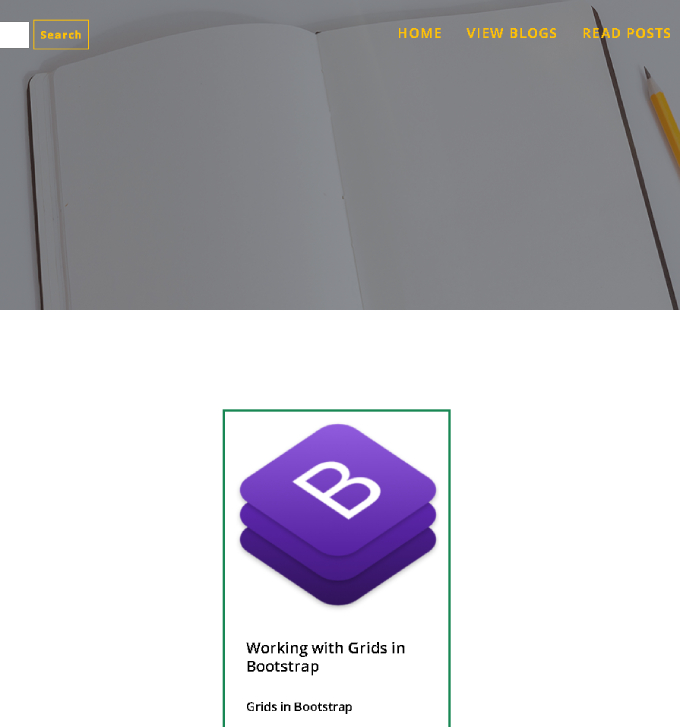 Search
HOME VIEW BLOGS READ POSTS
B
Working with Grids in
Bootstrap
Grids in Bootstrap